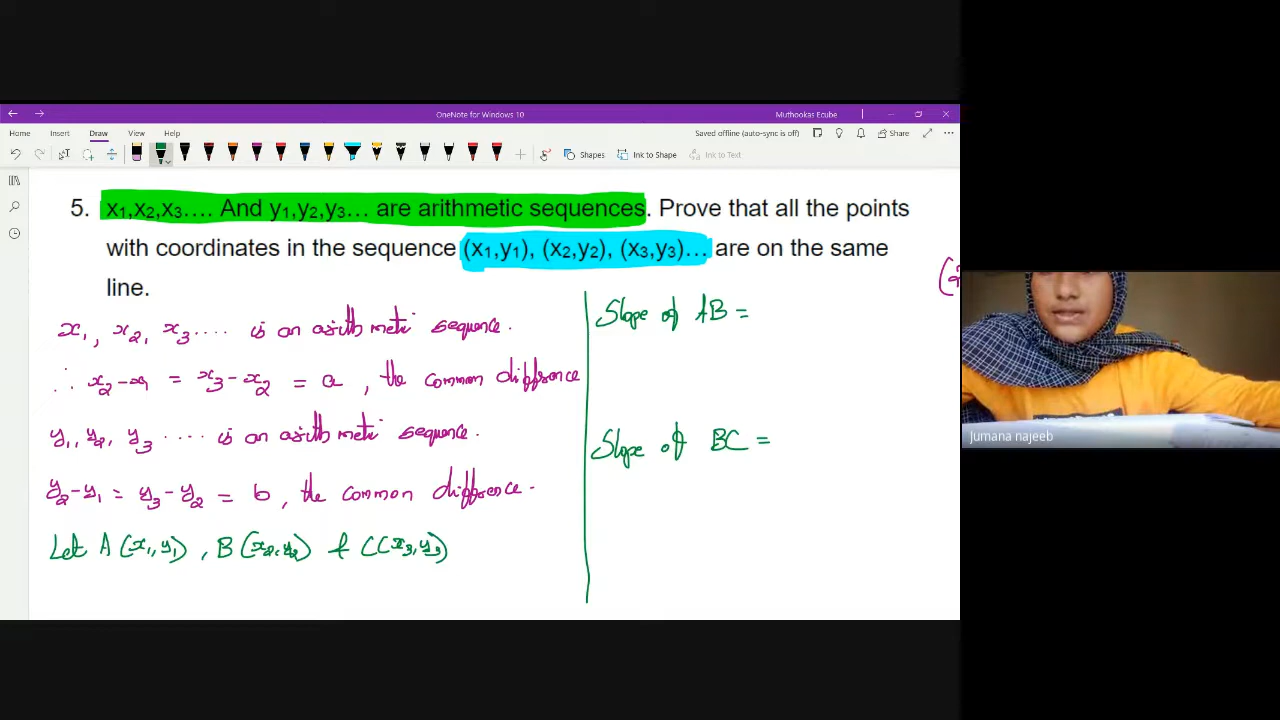 OneNote for Windows 10
Muthookas Ecube
Home Insert Draw View Help
Saved offline (auto-sync is off)
Share
Shapes
Ink to Shape
Ink to Text
5. x₁,x₂,x₃.... And y₁,y₂,y₃... are arithmetic sequences. Prove that all the points
with coordinates in the sequence (x₁,y₁), (x₂,y₂), (x₃,y₃)... are on the same
line.
x₁, x₂, x₃ .... is an arithmetic sequence.
∴ x₂-x₁ = x₃-x₂ = a, the common difference
y₁, y₂, y₃ .... is an arithmetic sequence.
y₂-y₁ = y₃-y₂ = b, the common difference.
Let A(x₁,y₁), B(x₂,y₂) & C(x₃,y₃)
Slope of AB =
Slope of BC =
Jumana najeeb